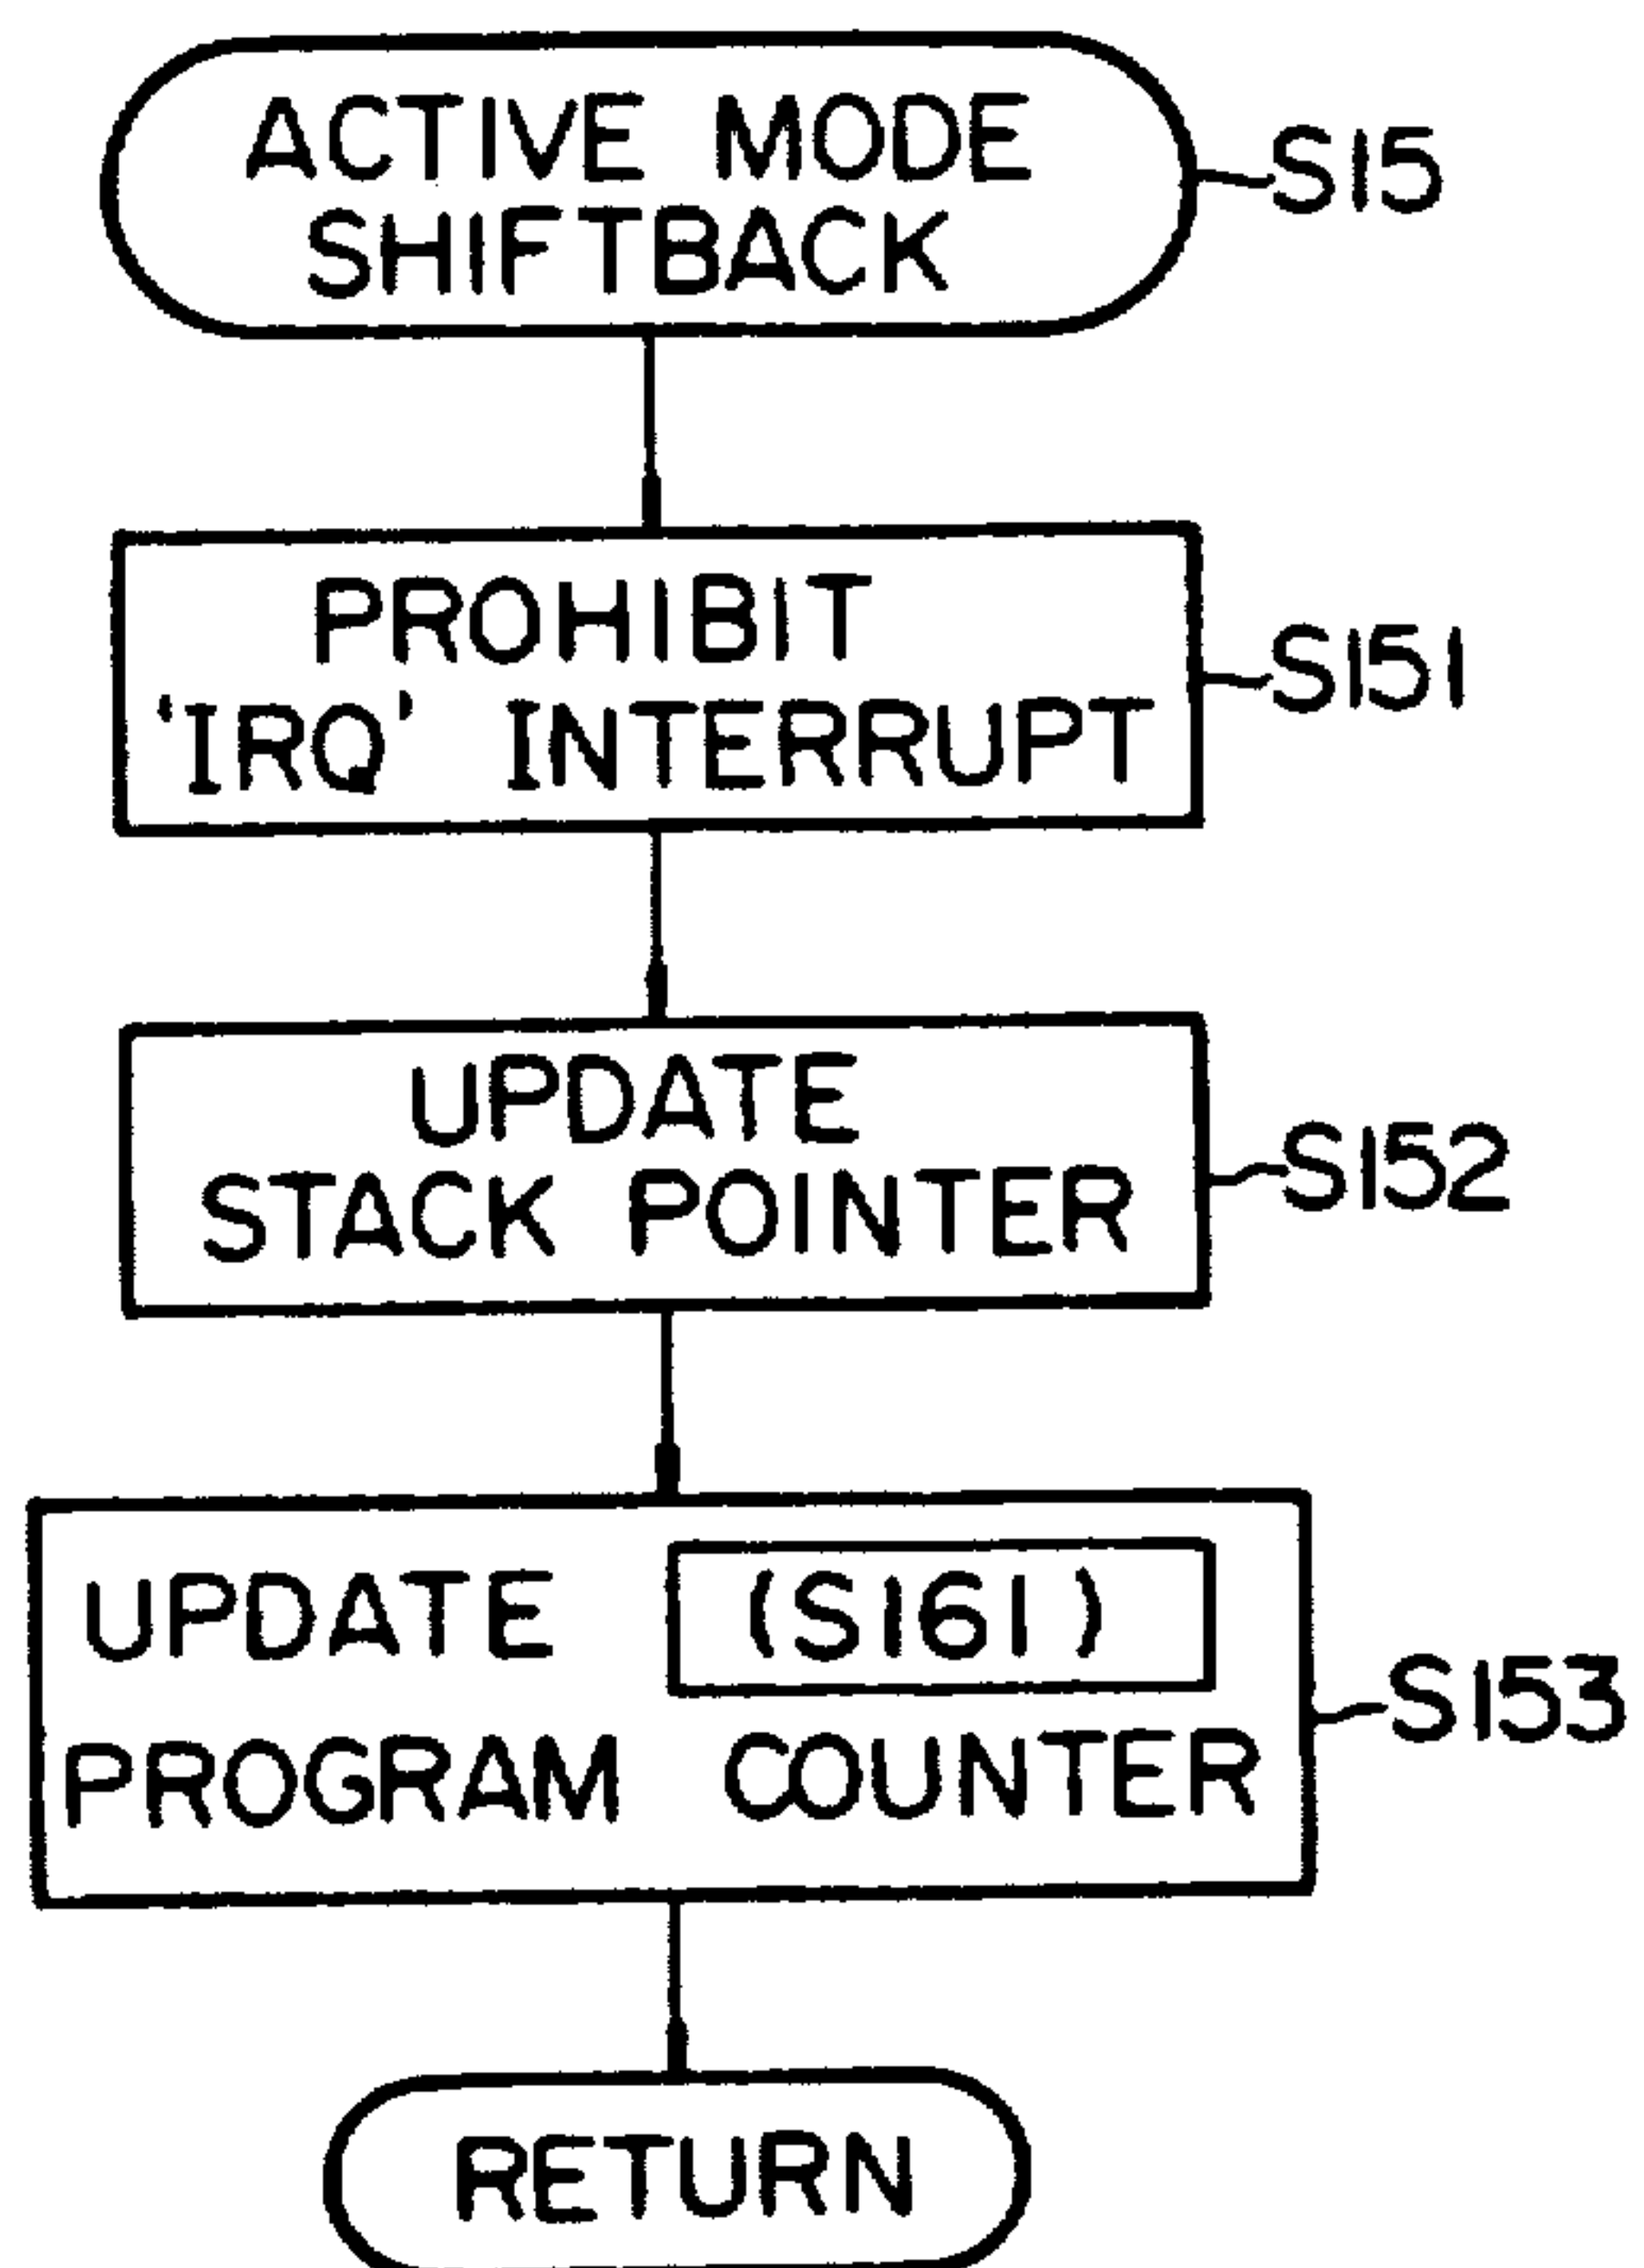 ACTIVE MODE
SHIFTBACK
S15
PROHIBIT
'IRQ' INTERRUPT
S151
UPDATE
STACK POINTER
S152
UPDATE (S161)
PROGRAM COUNTER
S153
RETURN